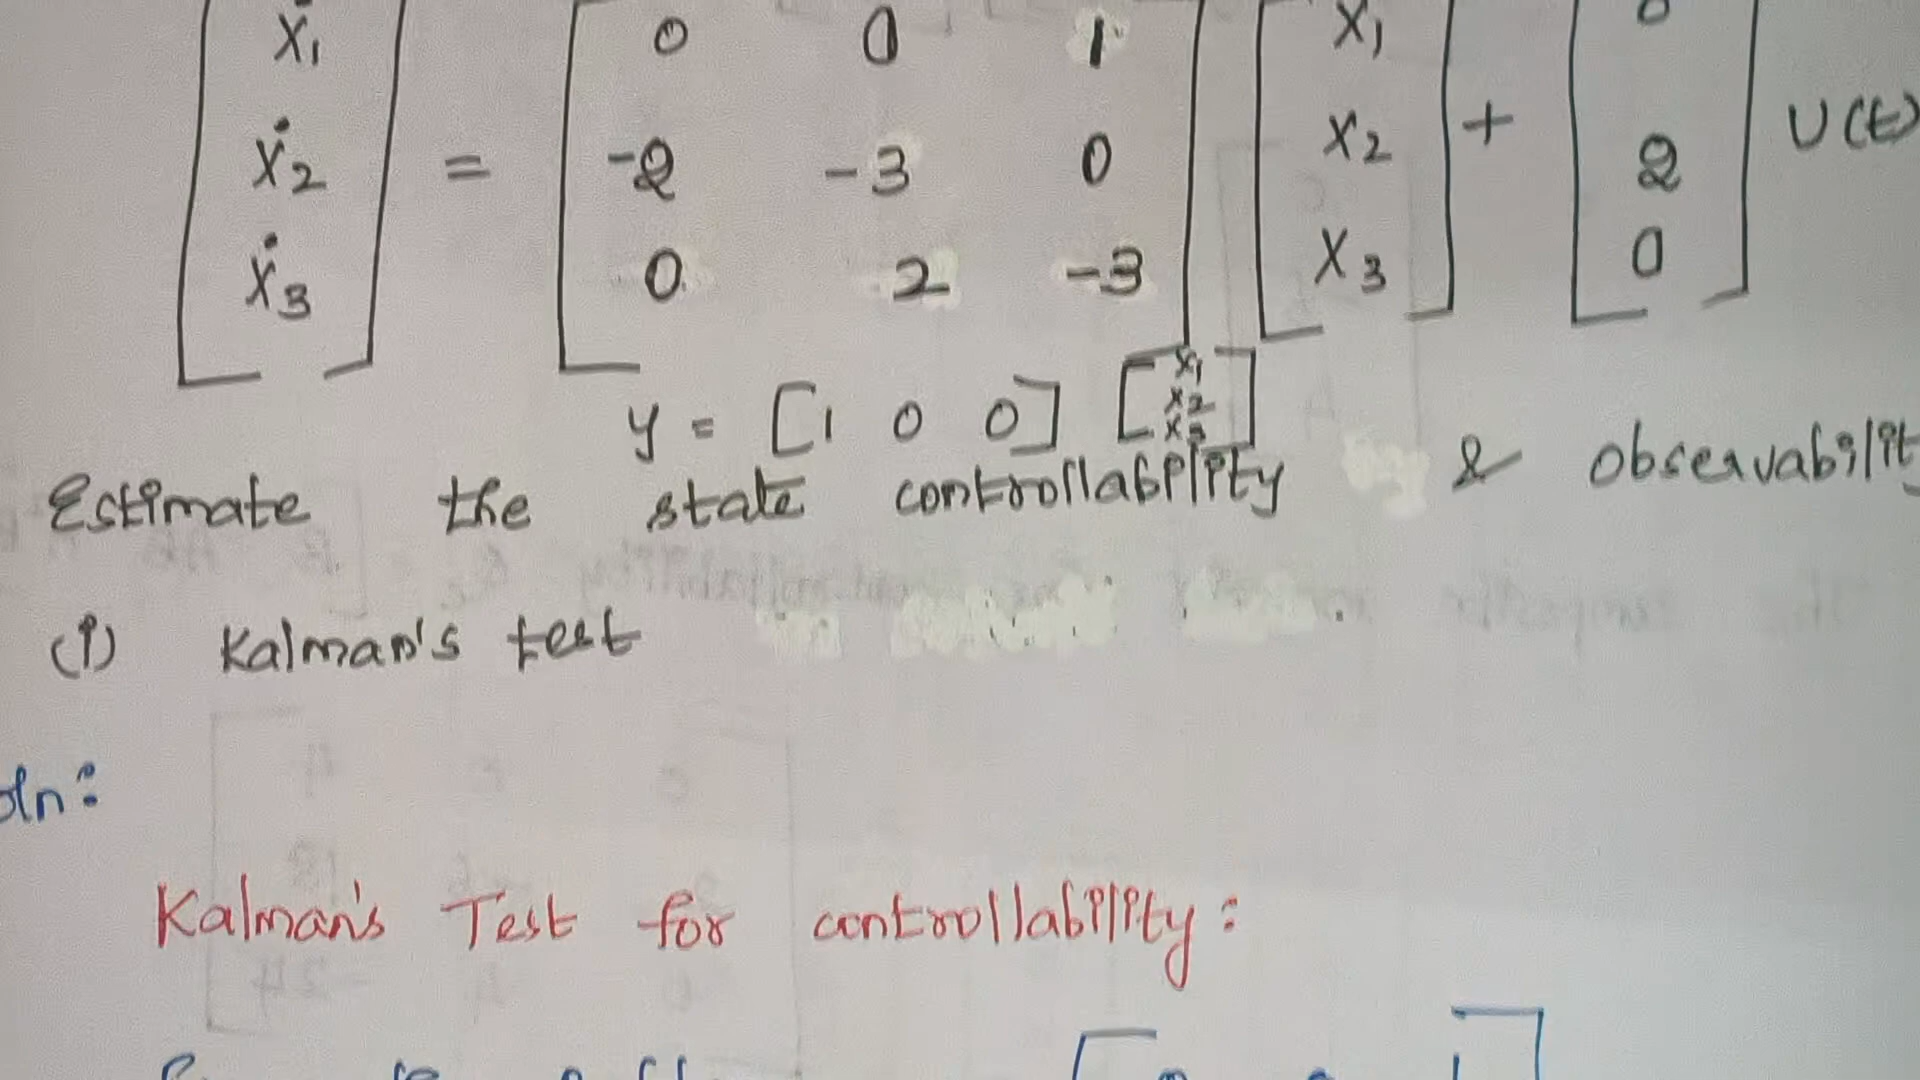 ẋ1 0 0 1 x1 0
ẋ2 = -2 -3 0 x2 + 2 U(t)
ẋ3 0 2 -3 x3 0
y = [1 0 0] [x1 x2 x3]
Estimate the state controllability & observabilit
(i) Kalman's test
oln:
Kalman's Test for controllability: